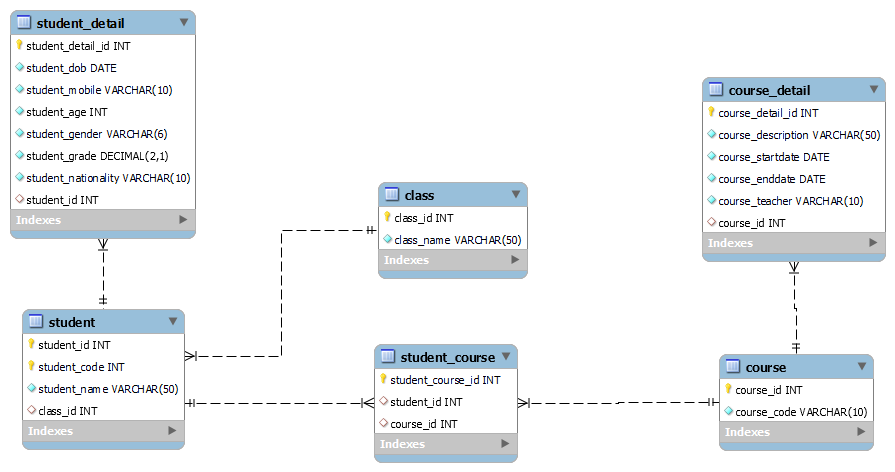 student_detail
student_detail_id INT
student_dob DATE
student_mobile VARCHAR(10)
student_age INT
student_gender VARCHAR(6)
student_grade DECIMAL(2,1)
student_nationality VARCHAR(10)
student_id INT
Indexes
course_detail
course_detail_id INT
course_description VARCHAR(50)
course_startdate DATE
course_enddate DATE
course_teacher VARCHAR(10)
course_id INT
Indexes
class
class_id INT
class_name VARCHAR(50)
Indexes
student
student_id INT
student_code INT
student_name VARCHAR(50)
class_id INT
Indexes
student_course
student_course_id INT
student_id INT
course_id INT
Indexes
course
course_id INT
course_code VARCHAR(10)
Indexes